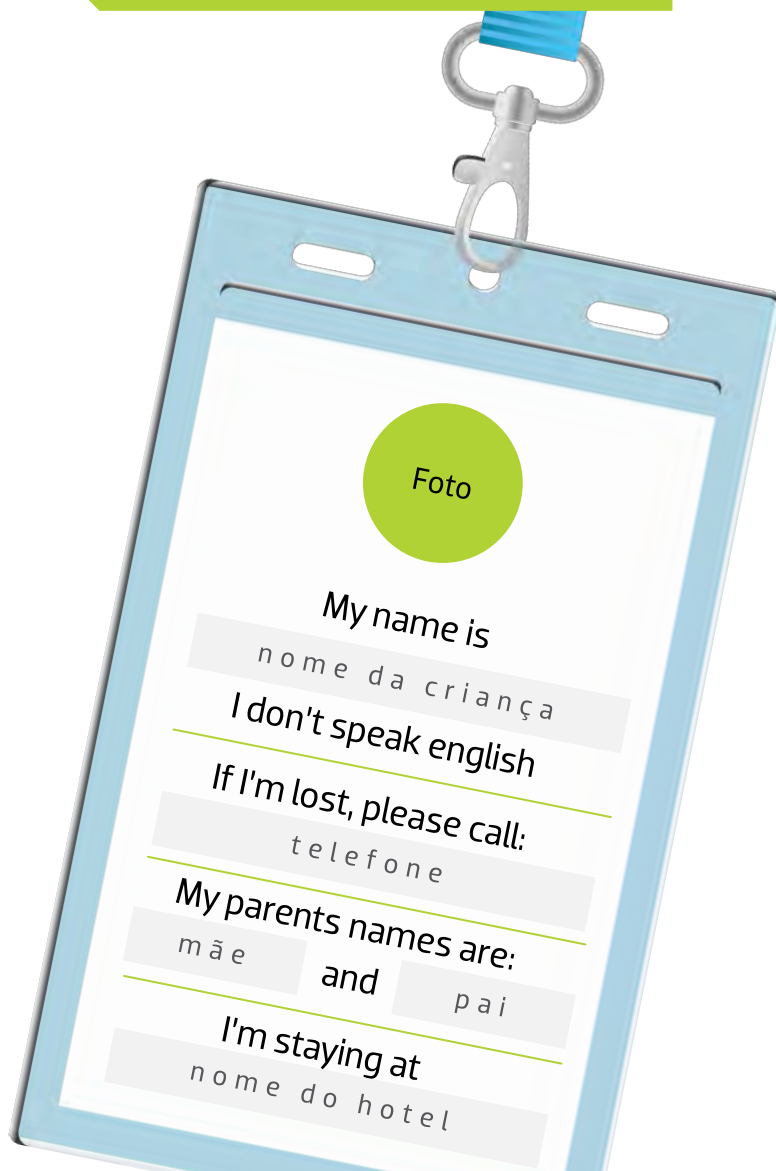 Foto
My name is
nome da criança
I don't speak english
If I'm lost, please call:
telefone
My parents names are:
mãe and pai
I'm staying at
nome do hotel